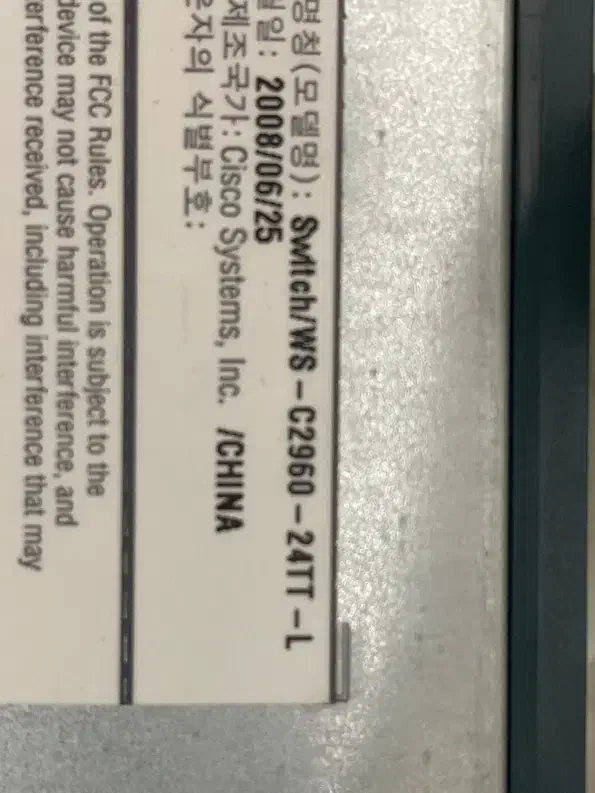 명칭(모델명): Switch/WS-C2960-24TT-L
일: 2008/06/25
제조국가: Cisco Systems, Inc. /CHINA
자의 식별부호:
of the FCC Rules. Operation is subject to the
device may not cause harmful interference, and
erference received, including interference that may